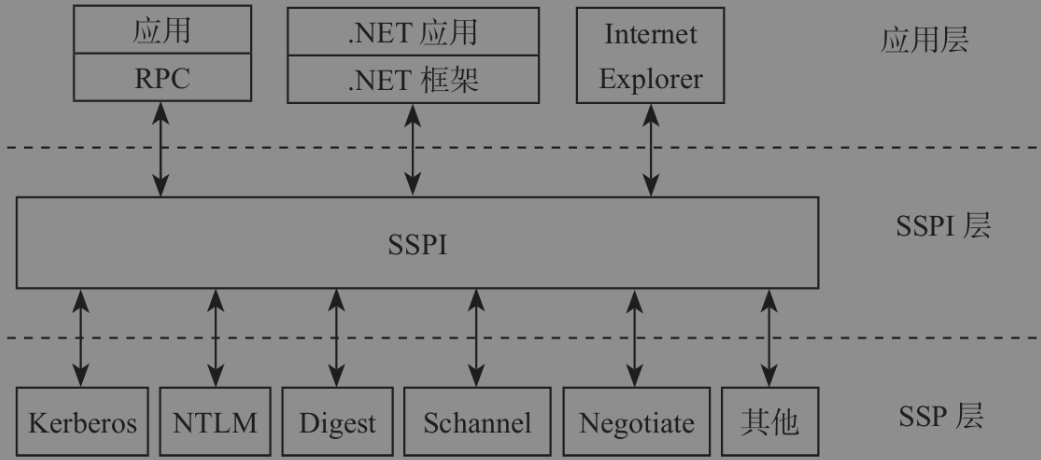 应用
RPC
.NET 应用
.NET 框架
Internet
Explorer
应用层
SSPI
SSPI 层
Kerberos
NTLM
Digest
Schannel
Negotiate
其他
SSP 层